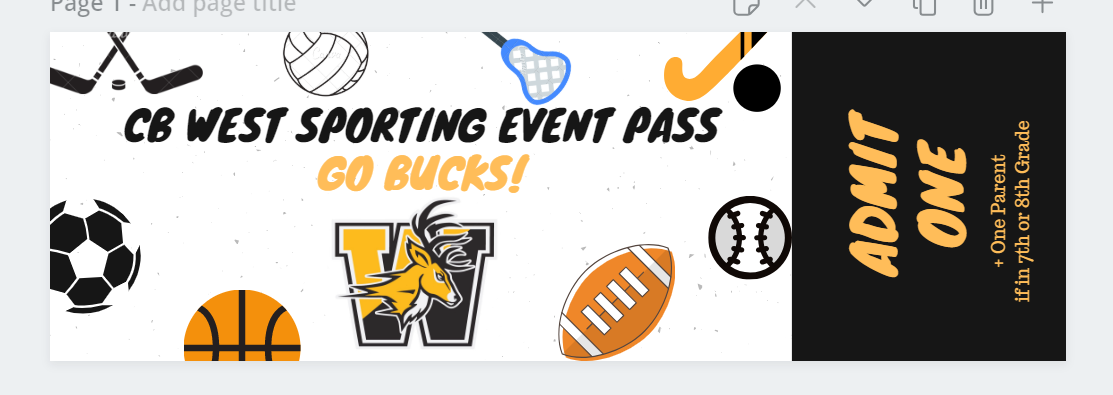 Page 1 - Add page title
CB WEST SPORTING EVENT PASS
GO BUCKS!
W
ADMIT
ONE
+ One Parent
if in 7th or 8th Grade